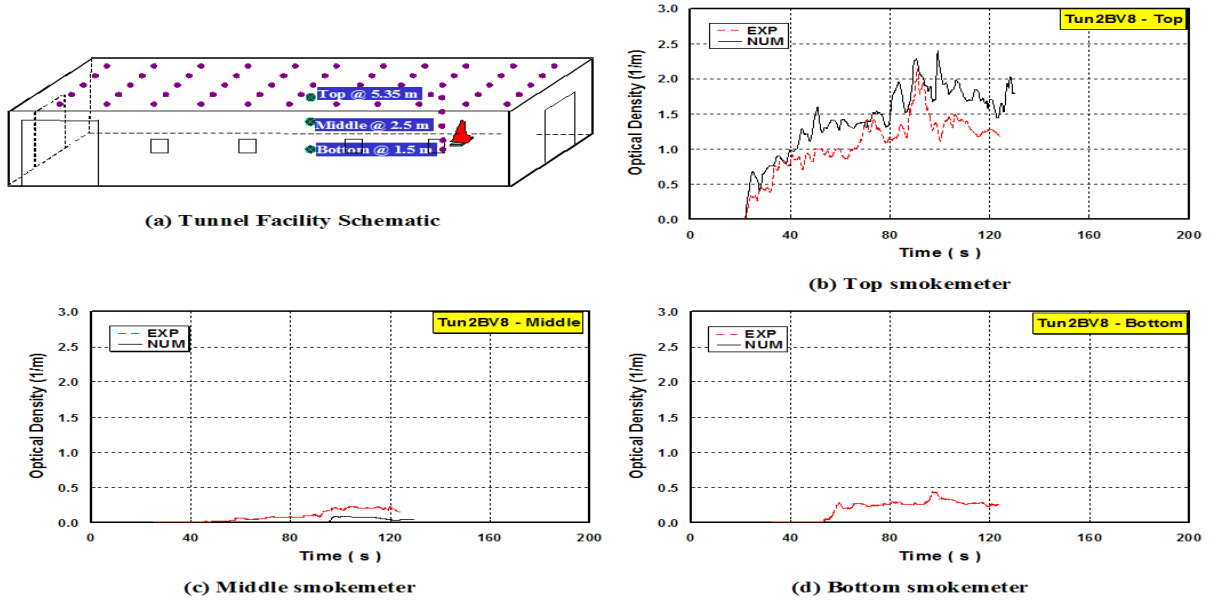 Top @ 5.35 m
Middle @ 2.5 m
Bottom @ 1.5 m
(a) Tunnel Facility Schematic
Tun2BV8 - Top
EXP
NUM
Optical Density (1/m)
3.0
2.5
2.0
1.5
1.0
0.5
0.0
0 40 80 120 160 200
Time ( s )
(b) Top smokemeter
Tun2BV8 - Middle
EXP
NUM
Optical Density (1/m)
3.0
2.5
2.0
1.5
1.0
0.5
0.0
0 40 80 120 160 200
Time ( s )
(c) Middle smokemeter
Tun2BV8 - Bottom
EXP
NUM
Optical Density (1/m)
3.0
2.5
2.0
1.5
1.0
0.5
0.0
0 40 80 120 160 200
Time ( s )
(d) Bottom smokemeter